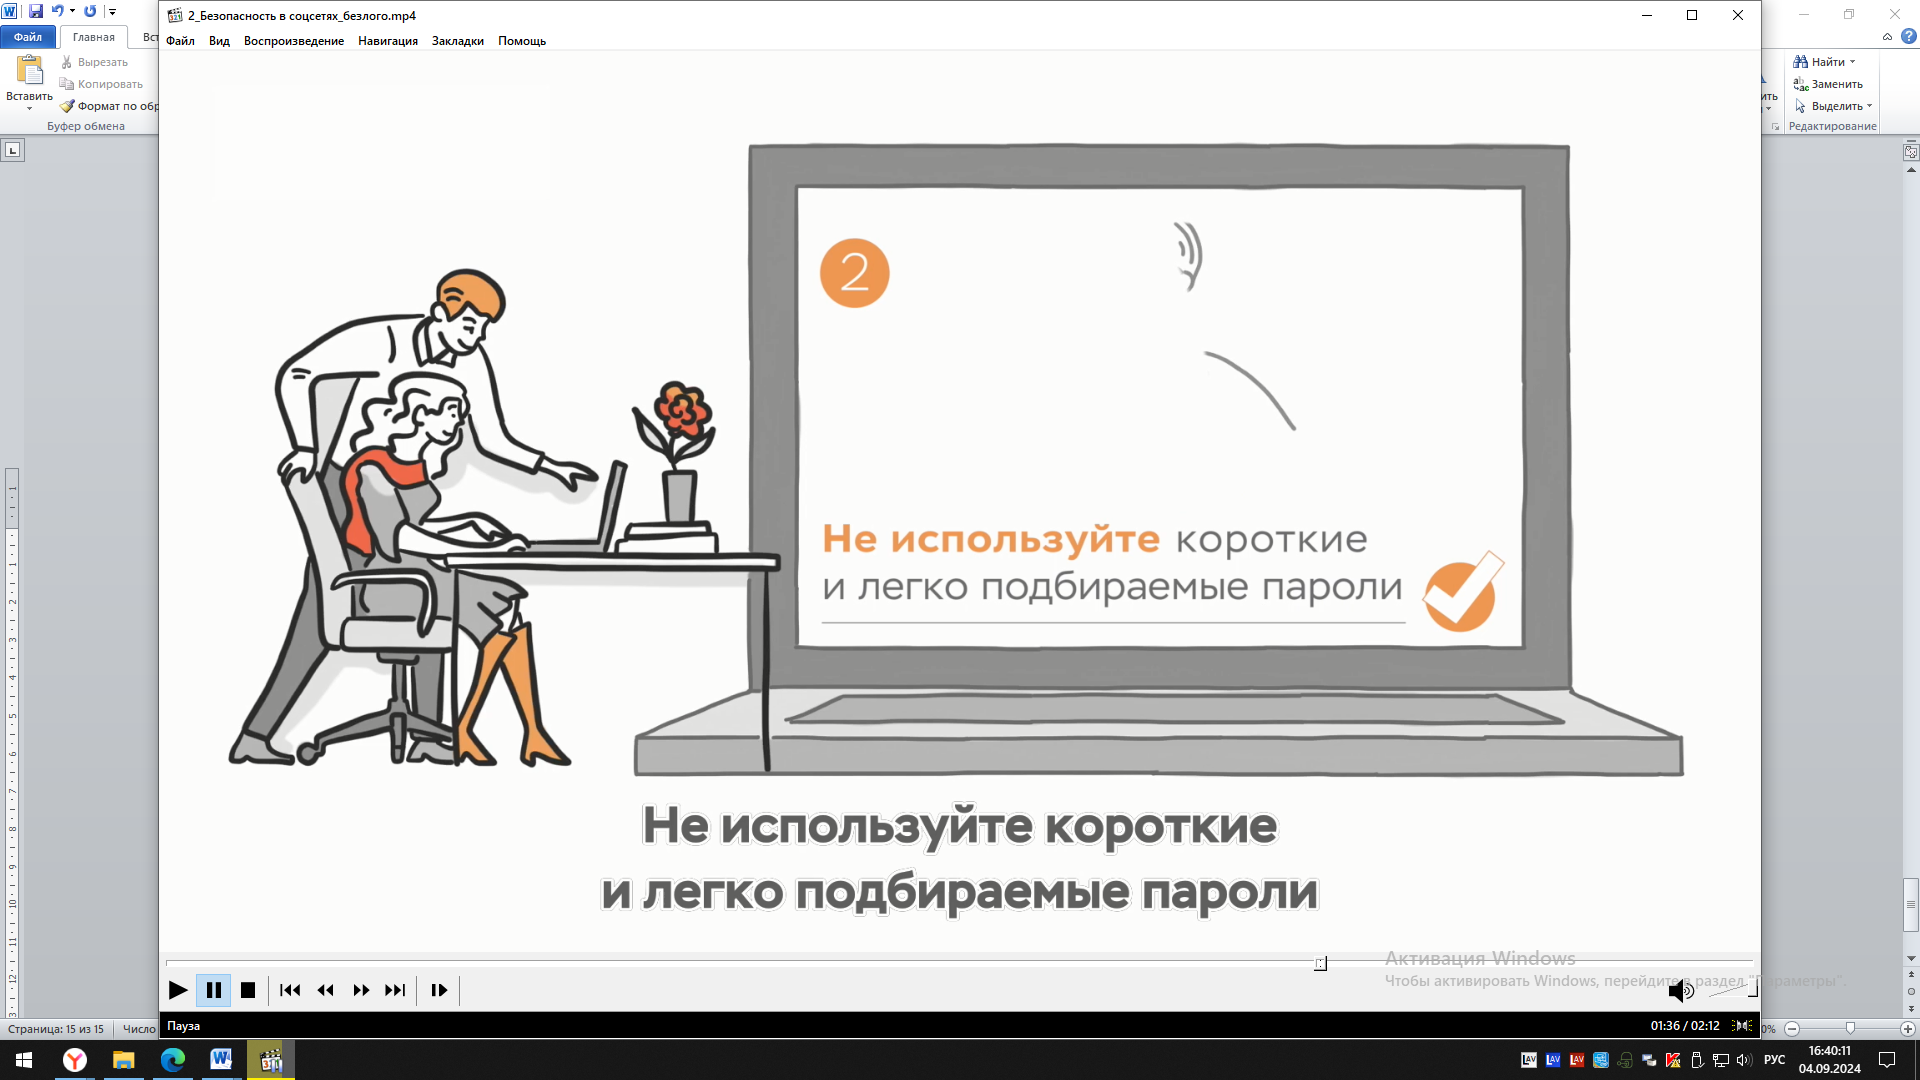 2_Безопасность в соцсетях_безлого.mp4
Файл Вид Воспроизведение Навигация Закладки Помощь
Файл Главная Вст
Вырезать
Копировать
Вставить
Формат по обр
Буфер обмена
Найти
Заменить
ить
Выделить
Редактирование
2
Не используйте короткие
и легко подбираемые пароли
Не используйте короткие
и легко подбираемые пароли
Активация Windows
Чтобы активировать Windows, перейдите в раздел "Параметры".
Пауза
01:36 / 02:12
Страница: 15 из 15 Число
0%
РУС
16:40:11
04.09.2024